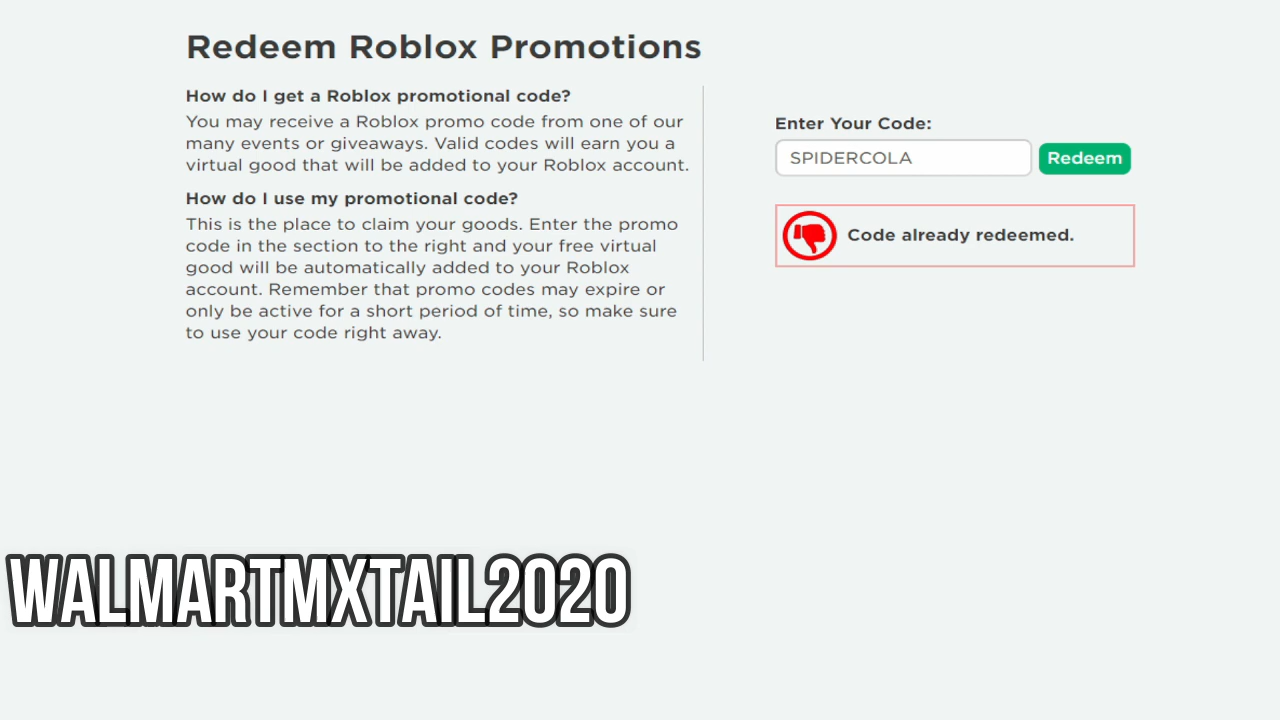 Redeem Roblox Promotions
How do I get a Roblox promotional code?
You may receive a Roblox promo code from one of our
many events or giveaways. Valid codes will earn you a
virtual good that will be added to your Roblox account.
How do I use my promotional code?
This is the place to claim your goods. Enter the promo
code in the section to the right and your free virtual
good will be automatically added to your Roblox
account. Remember that promo codes may expire or
only be active for a short period of time, so make sure
to use your code right away.
Enter Your Code:
SPIDERCOLA
Redeem
Code already redeemed.
WALMARTMXTAIL2020